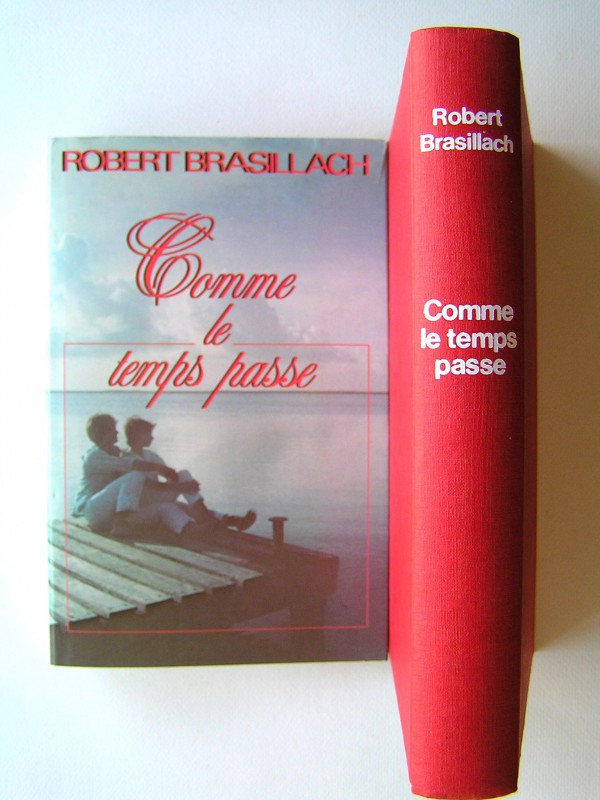 ROBERT BRASILLACH
Comme
le
temps passe
Robert
Brasillach
Comme
le temps
passe